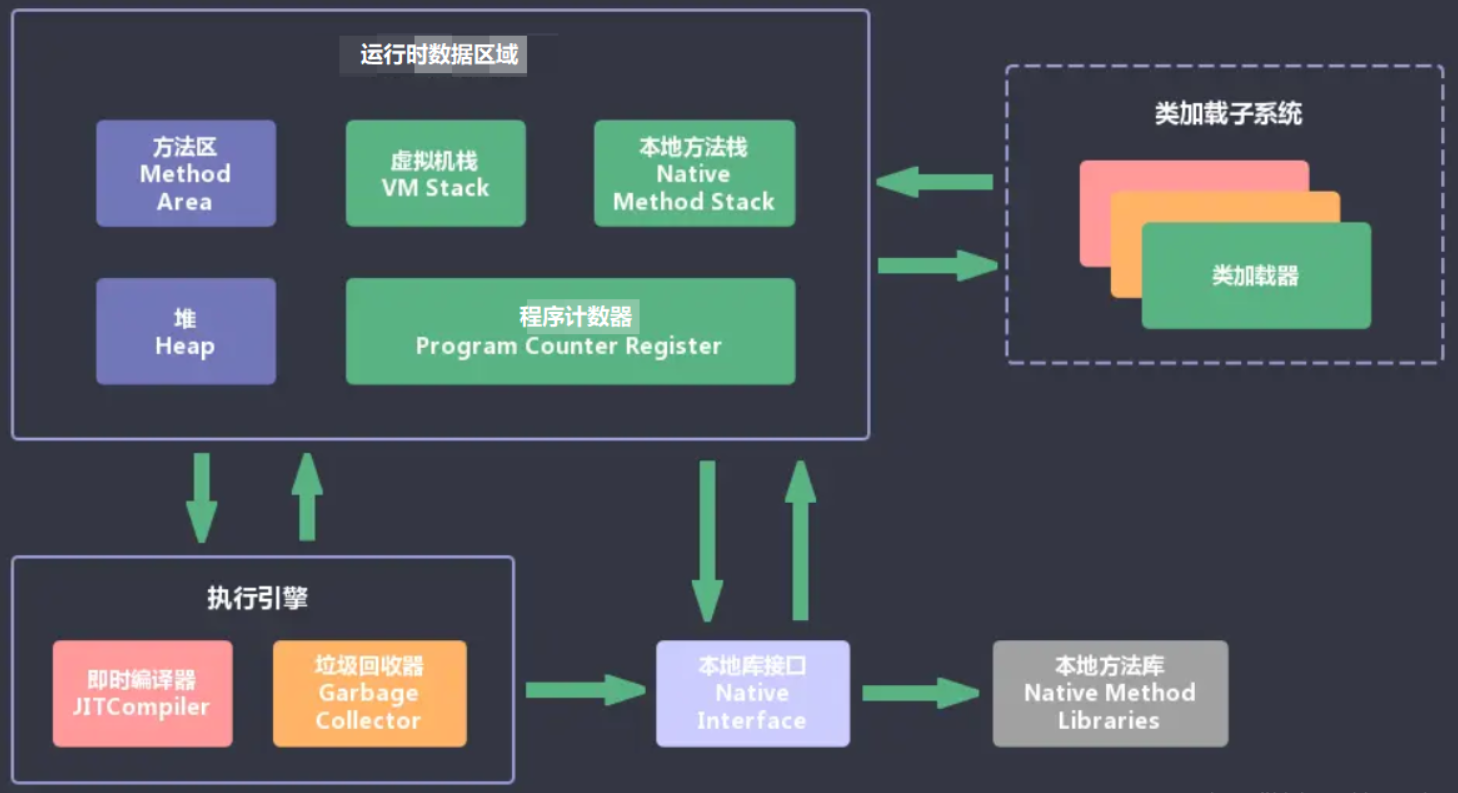 运行时数据区域
方法区
Method
Area
虚拟机栈
VM Stack
本地方法栈
Native
Method Stack
堆
Heap
程序计数器
Program Counter Register
类加载子系统
类加载器
执行引擎
即时编译器
JITCompiler
垃圾回收器
Garbage
Collector
本地库接口
Native
Interface
本地方法库
Native Method
Libraries